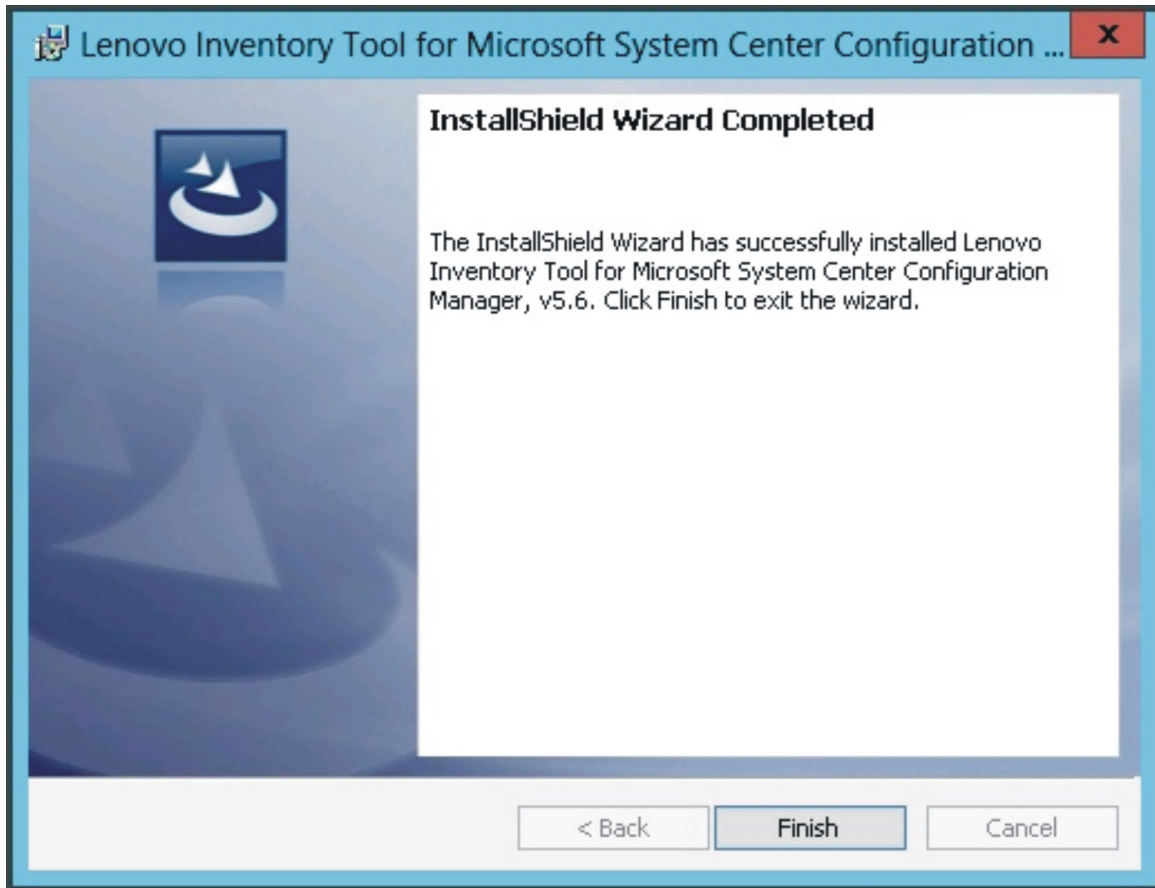 Lenovo Inventory Tool for Microsoft System Center Configuration ...
x
InstallShield Wizard Completed
The InstallShield Wizard has successfully installed Lenovo
Inventory Tool for Microsoft System Center Configuration
Manager, v5.6. Click Finish to exit the wizard.
< Back Finish Cancel